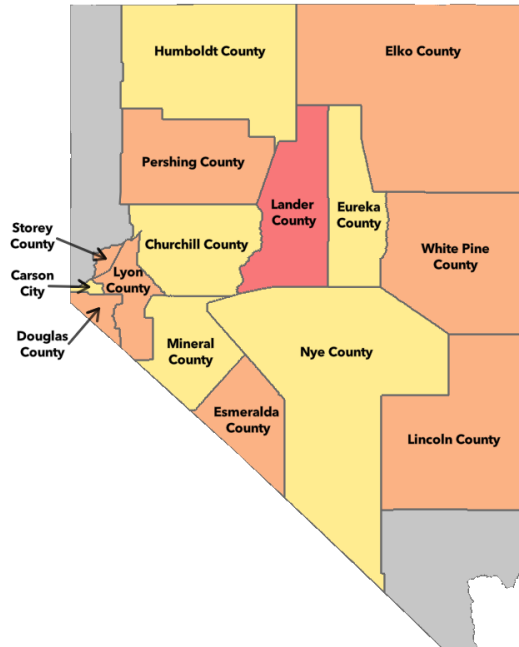 Humboldt County
Elko County
Pershing County
Lander
County
Eureka
County
Storey
County
Churchill County
White Pine
County
Carson
City
Lyon
County
Douglas
County
Mineral
County
Nye County
Esmeralda
County
Lincoln County